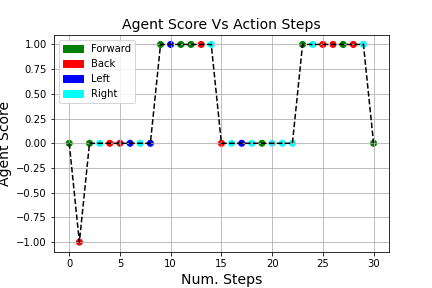 Agent Score Vs Action Steps
Forward
Back
Left
Right
1.00
0.75
0.50
0.25
0.00
−0.25
−0.50
−0.75
−1.00
Agent Score
0 5 10 15 20 25 30
Num. Steps